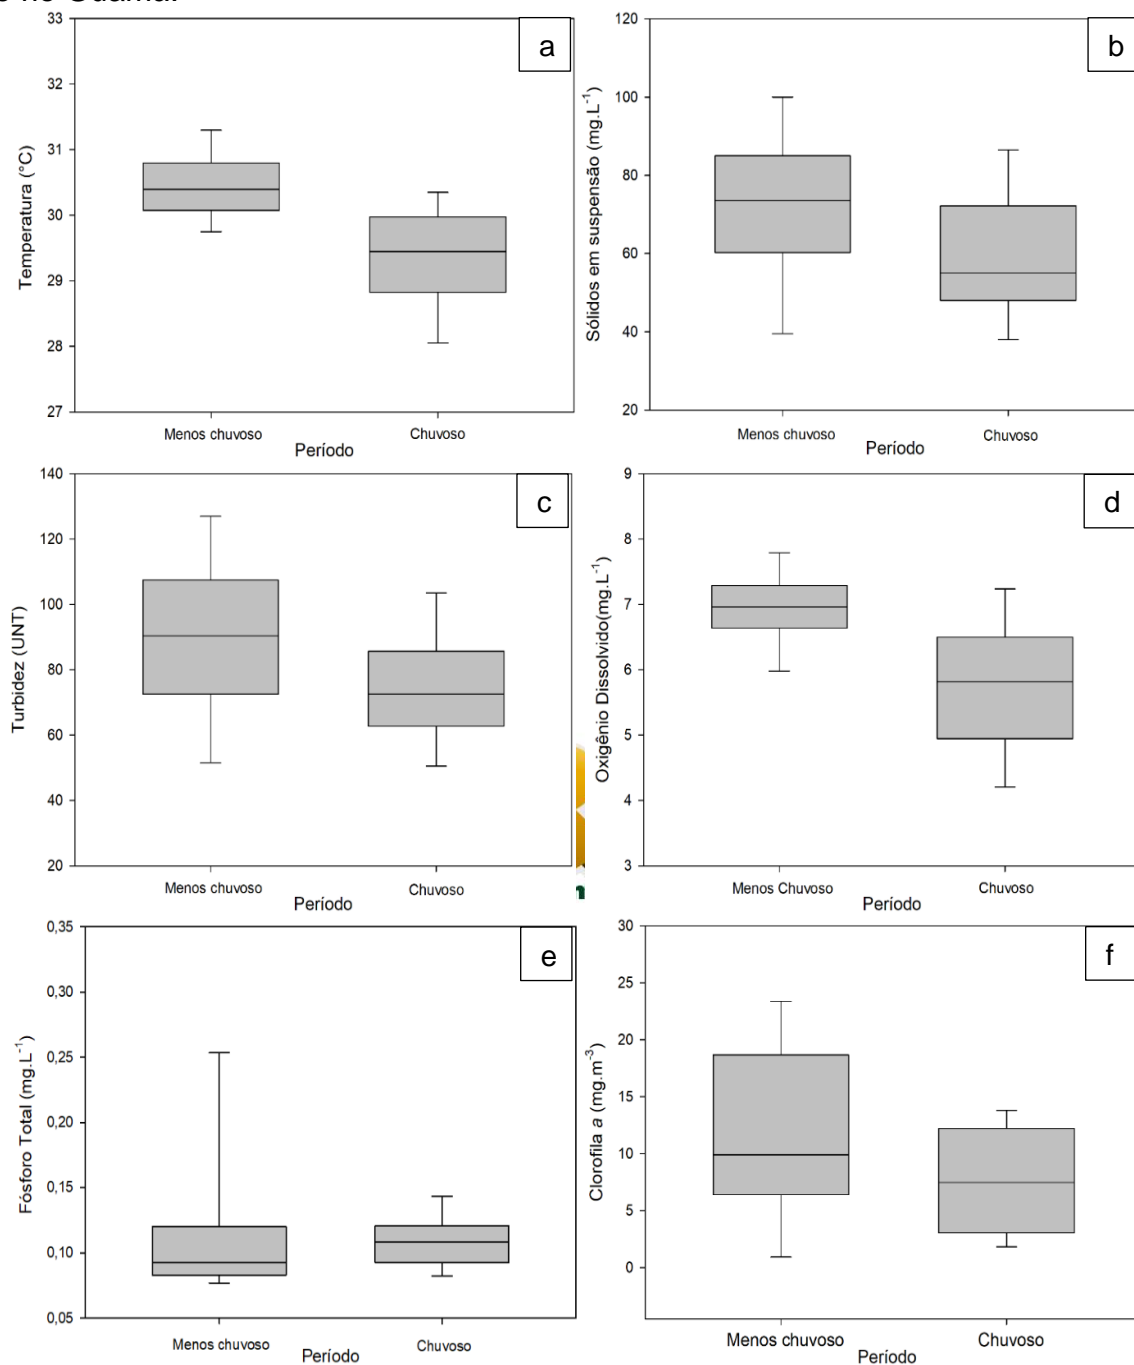 a
Temperatura (°C)
33
32
31
30
29
28
27
Menos chuvoso Chuvoso
Período
b
Sólidos em suspensão (mg.L-1)
120
100
80
60
40
20
Menos chuvoso Chuvoso
Período
c
Turbidez (UNT)
140
120
100
80
60
40
20
Menos chuvoso Chuvoso
Período
d
Oxigênio Dissolvido(mg.L-1)
9
8
7
6
5
4
3
Menos Chuvoso Chuvoso
Período
e
Fósforo Total (mg.L-1)
0,35
0,30
0,25
0,20
0,15
0,10
0,05
Menos chuvoso Chuvoso
Período
f
Clorofila a (mg.m-3)
30
25
20
15
10
5
0
Menos chuvoso Chuvoso
Período